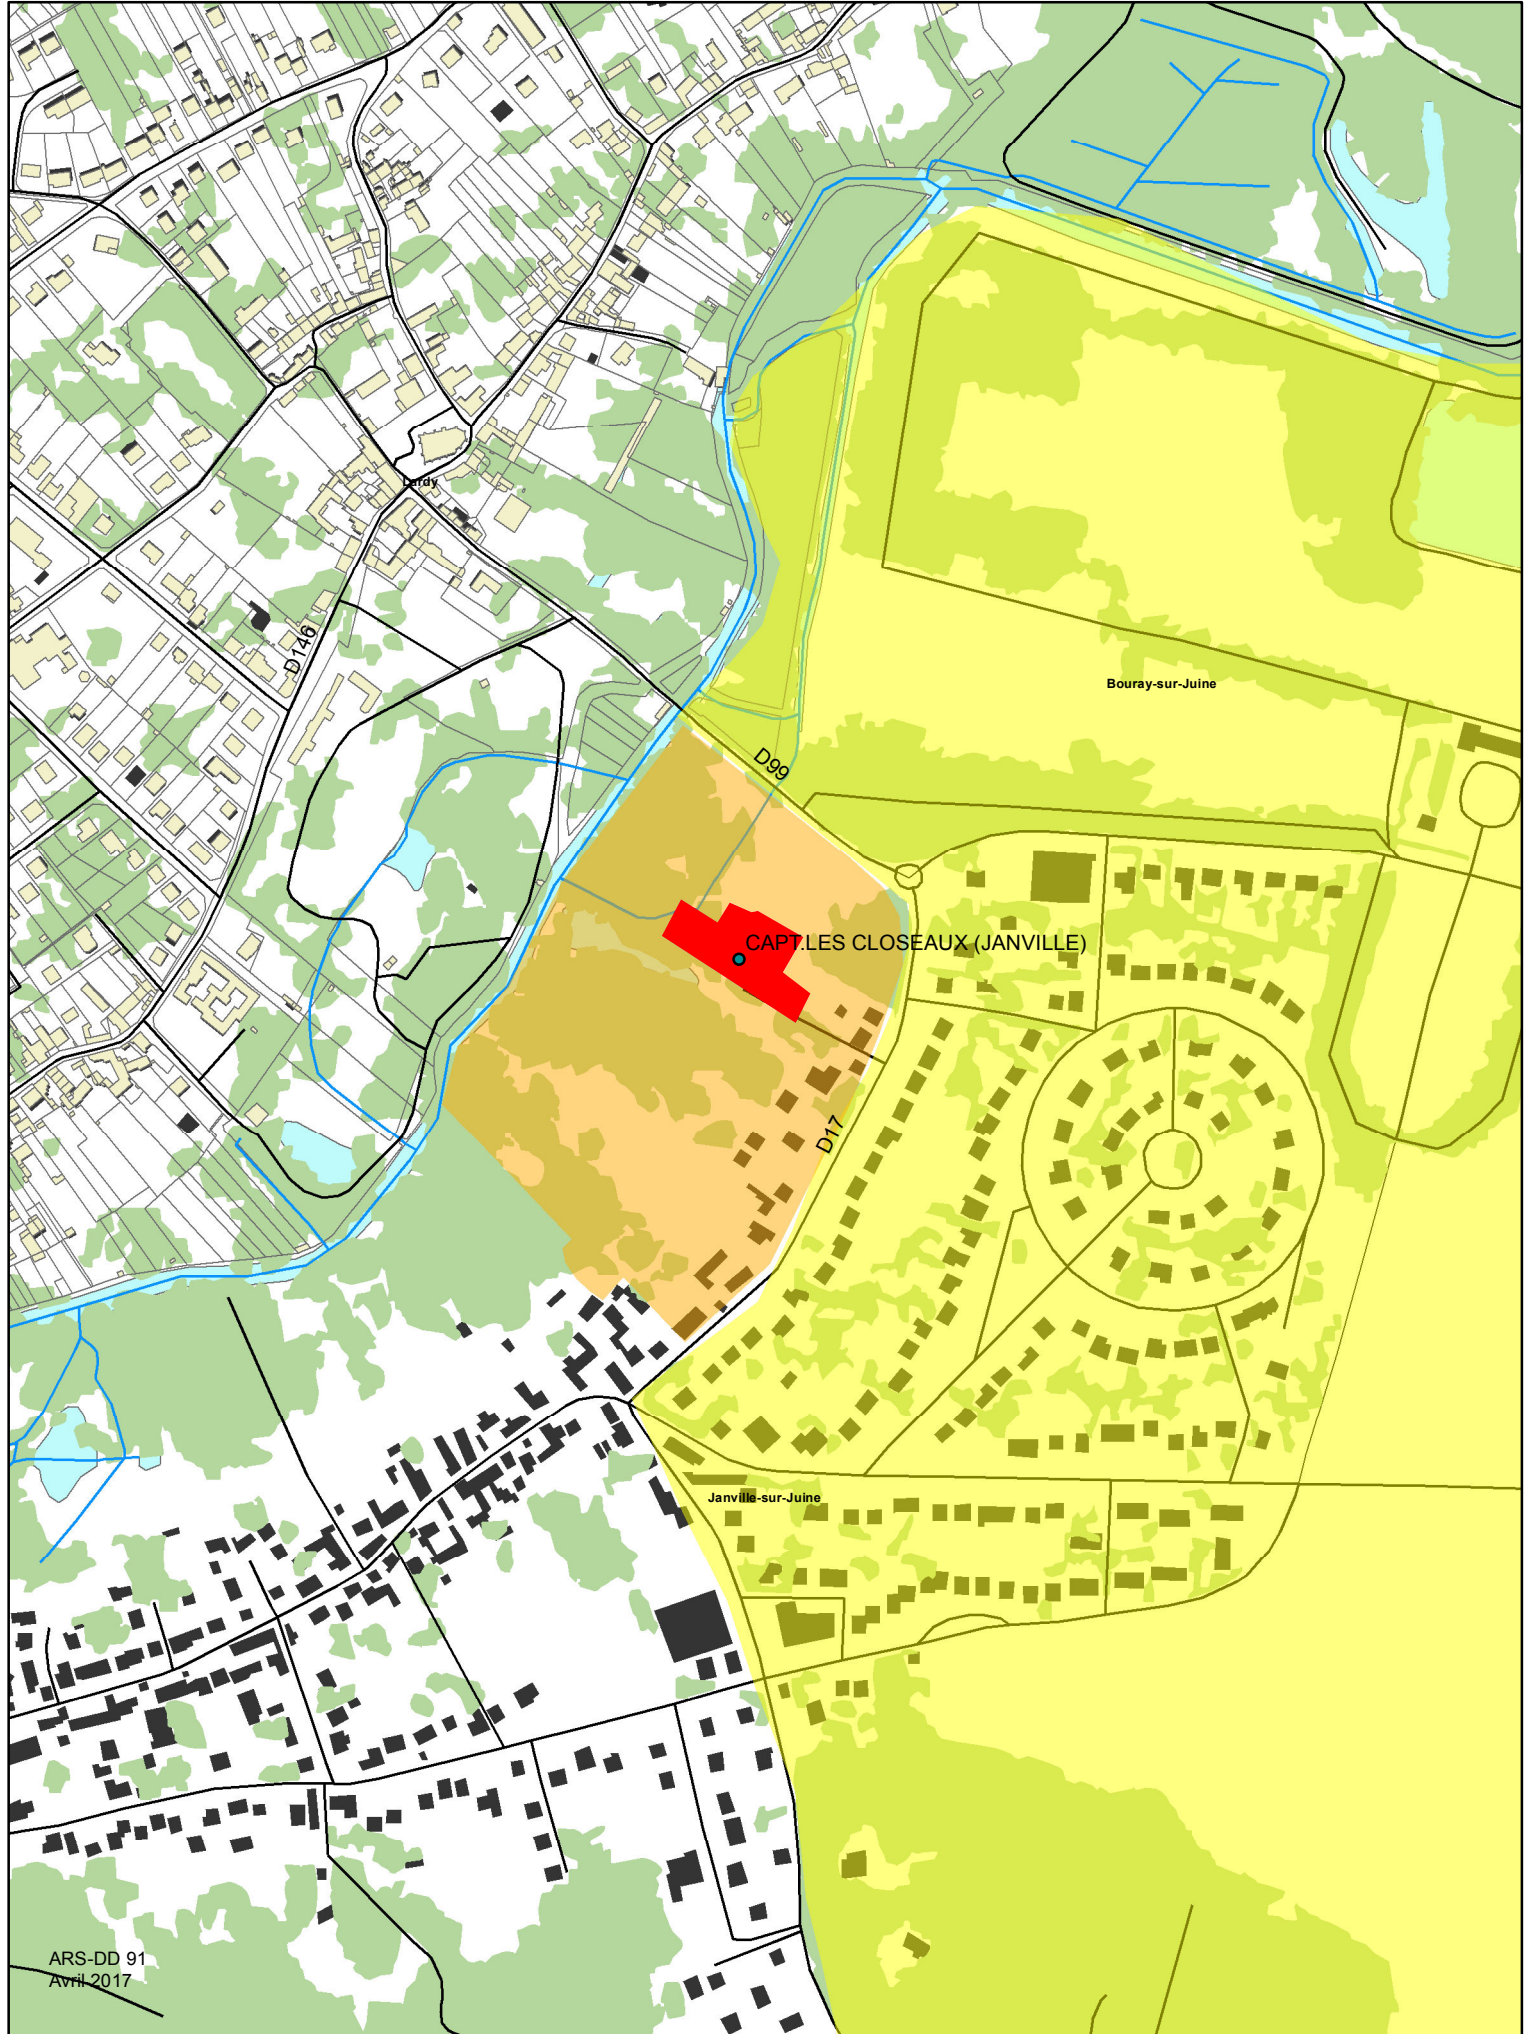 Lardy
D146
Bouray-sur-Juine
D99
CAPT.LES CLOSEAUX (JANVILLE)
D17
Janville-sur-Juine
ARS-DD 91
Avril 2017